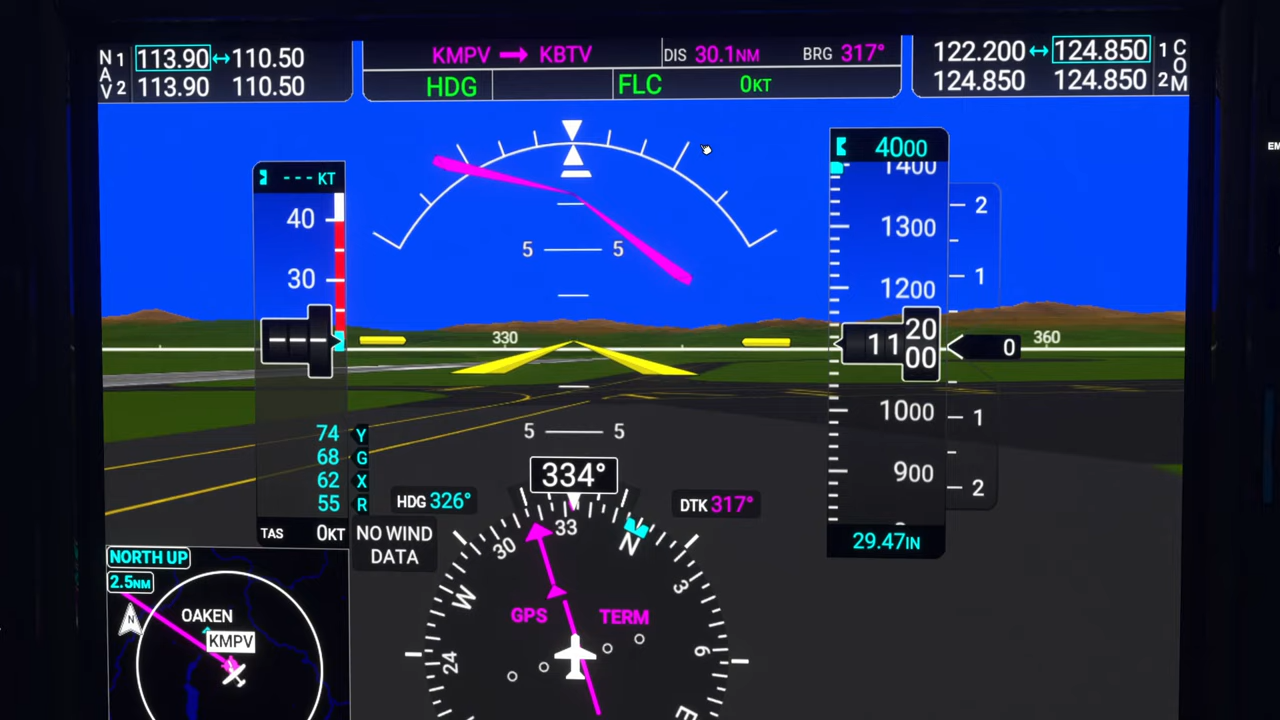 N 1 113.90 ↔ 110.50
A
V 2 113.90 110.50
KMPV → KBTV DIS 30.1NM BRG 317°
HDG FLC 0KT
122.200 ↔ 124.850 1 C
O
124.850 124.850 2 M
EM
--- KT
40
30
74 Y
68 G
62 X
55 R
TAS 0KT
5 5
330
360
5 5
4000
1400
1300
1200
11 20
00
1000
900
29.47IN
2
1
0
1
2
334°
HDG 326°
DTK 317°
NO WIND
DATA
30 33 N 3 6 E 24 W
GPS TERM
NORTH UP
2.5NM
N
OAKEN
KMPV